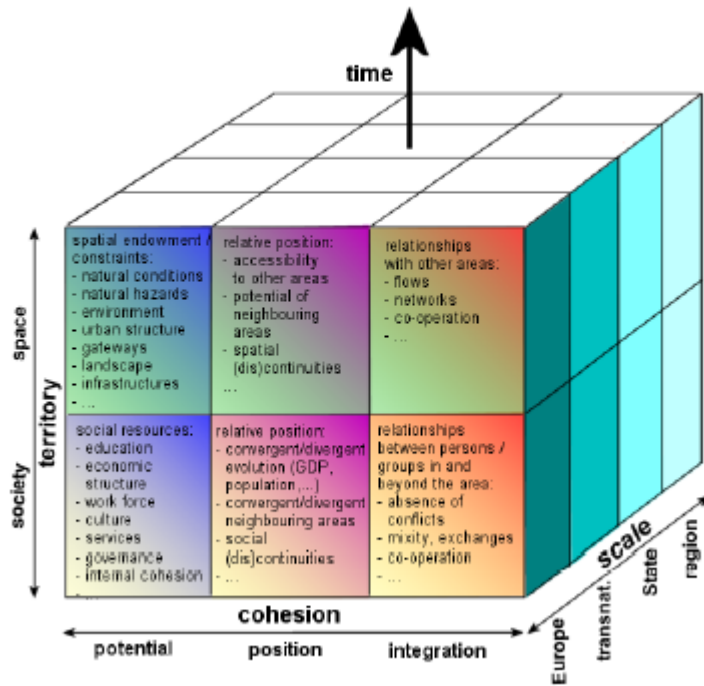 time
spatial endowment /
constraints:
- natural conditions
- natural hazards
- environment
- urban structure
- gateways
- landscape
- infrastructures
- ...
relative position:
- accessibility
to other areas
- potential of
neighbouring
areas
- spatial
(dis)continuities
...
relationships
with other areas:
- flows
- networks
- co-operation
- ...
space
territory
society
social resources:
- education
- economic
structure
- work force
- culture
- services
- governance
- internal cohesion
- ...
relative position:
- convergent/divergent
evolution (GDP,
population,...)
- convergent/divergent
neighbouring areas
- social
(dis)continuities
- ...
relationships
between persons /
groups in and
beyond the area:
- absence of
conflicts
- mixity, exchanges
- co-operation
- ...
cohesion
potential
position
integration
scale
Europe
transnat.
State
region